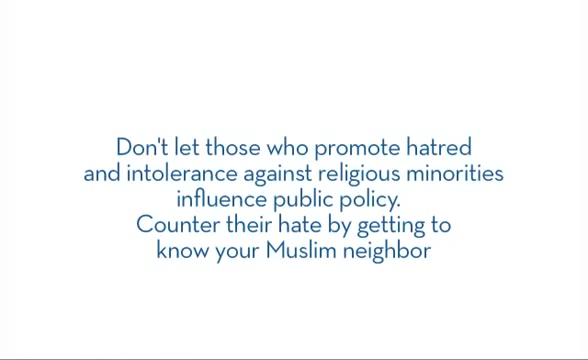 Don't let those who promote hatred
and intolerance against religious minorities
influence public policy.
Counter their hate by getting to
know your Muslim neighbor